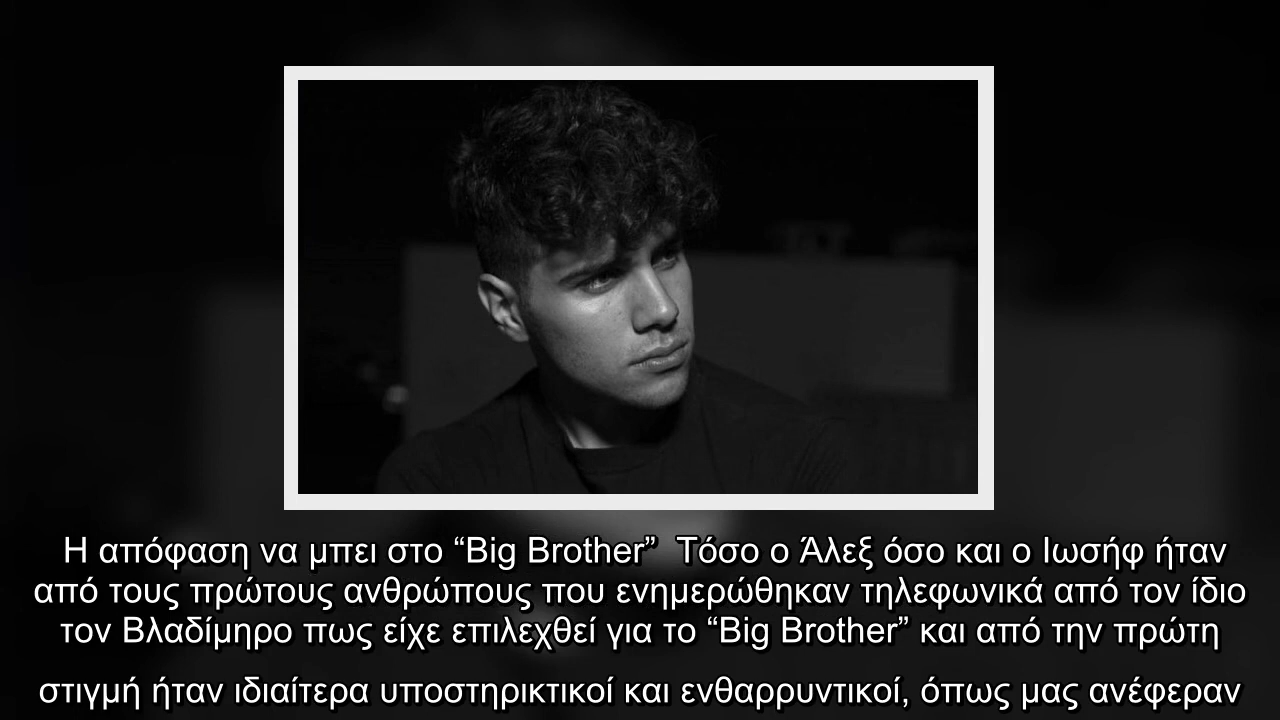 Η απόφαση να μπει στο “Big Brother”  Τόσο ο Άλεξ όσο και ο Ιωσήφ ήταν
από τους πρώτους ανθρώπους που ενημερώθηκαν τηλεφωνικά από τον ίδιο
τον Βλαδίμηρο πως είχε επιλεχθεί για το “Big Brother” και από την πρώτη
στιγμή ήταν ιδιαίτερα υποστηρικτικοί και ενθαρρυντικοί, όπως μας ανέφεραν